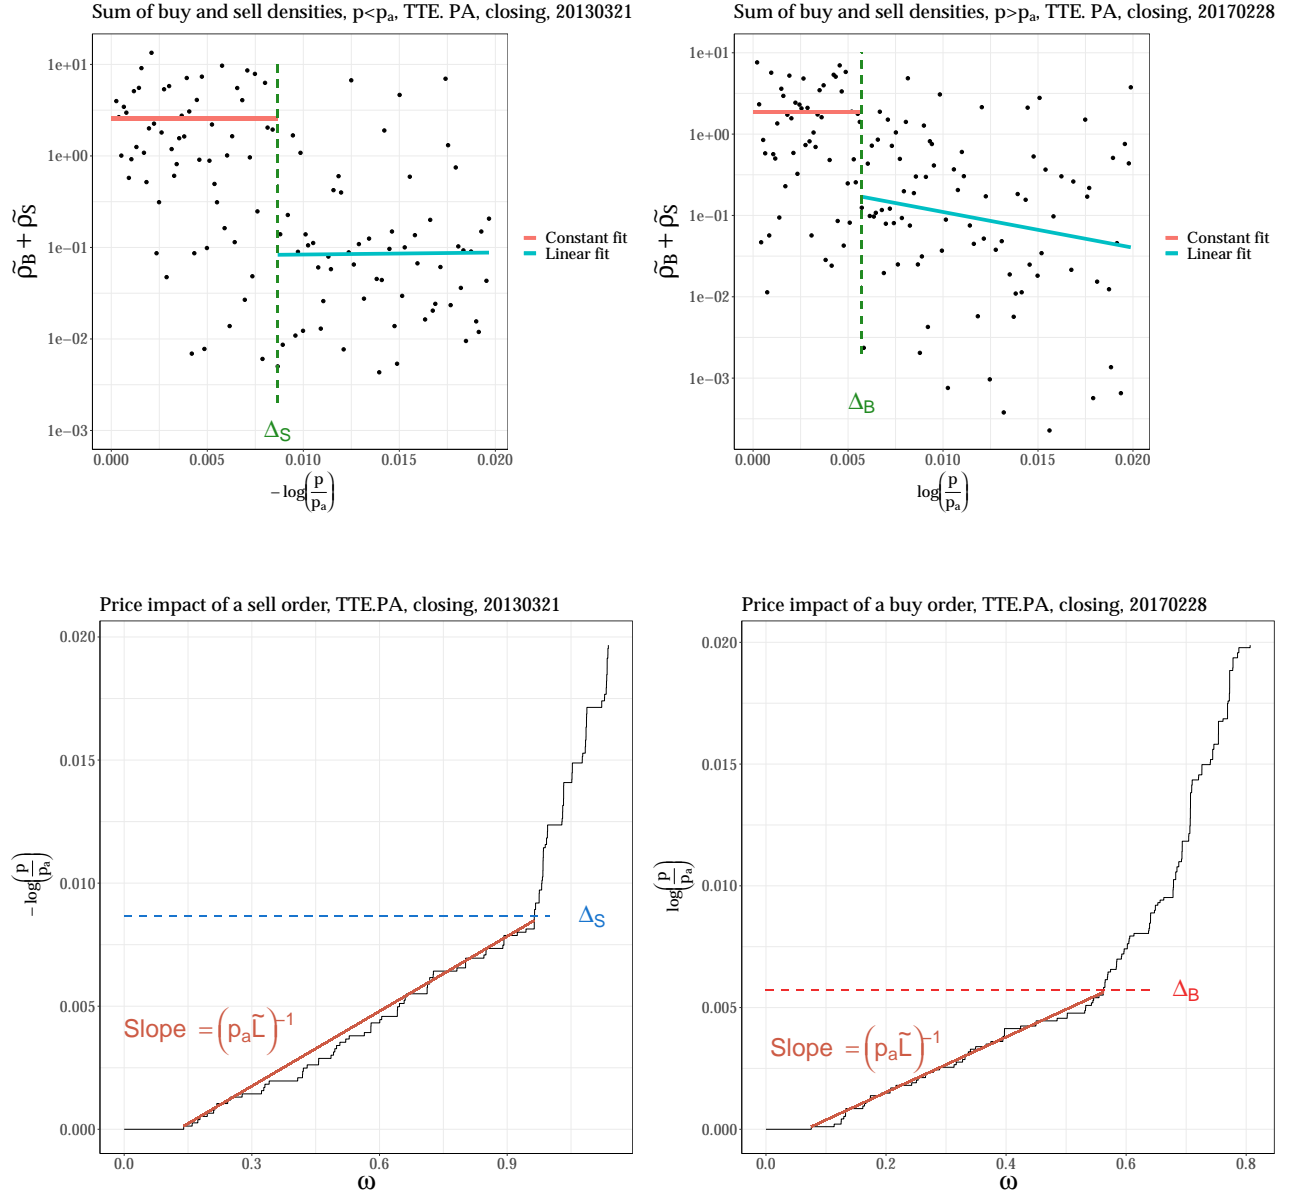 Sum of buy and sell densities, p<pₐ, TTE. PA, closing, 20130321
1e+01
1e+00
1e−01
1e−02
1e−03
ρ̃B + ρ̃S
ΔS
0.000 0.005 0.010 0.015 0.020
− log(p/pₐ)
Constant fit
Linear fit
Sum of buy and sell densities, p>pₐ, TTE. PA, closing, 20170228
1e+01
1e+00
1e−01
1e−02
1e−03
ρ̃B + ρ̃S
ΔB
0.000 0.005 0.010 0.015 0.020
log(p/pₐ)
Constant fit
Linear fit
Price impact of a sell order, TTE.PA, closing, 20130321
0.020
0.015
0.010
0.005
0.000
− log(p/pₐ)
ΔS
Slope = (pₐL̃)⁻¹
0.0 0.3 0.6 0.9
ω
Price impact of a buy order, TTE.PA, closing, 20170228
0.020
0.015
0.010
0.005
0.000
log(p/pₐ)
ΔB
Slope = (pₐL̃)⁻¹
0.0 0.2 0.4 0.6 0.8
ω